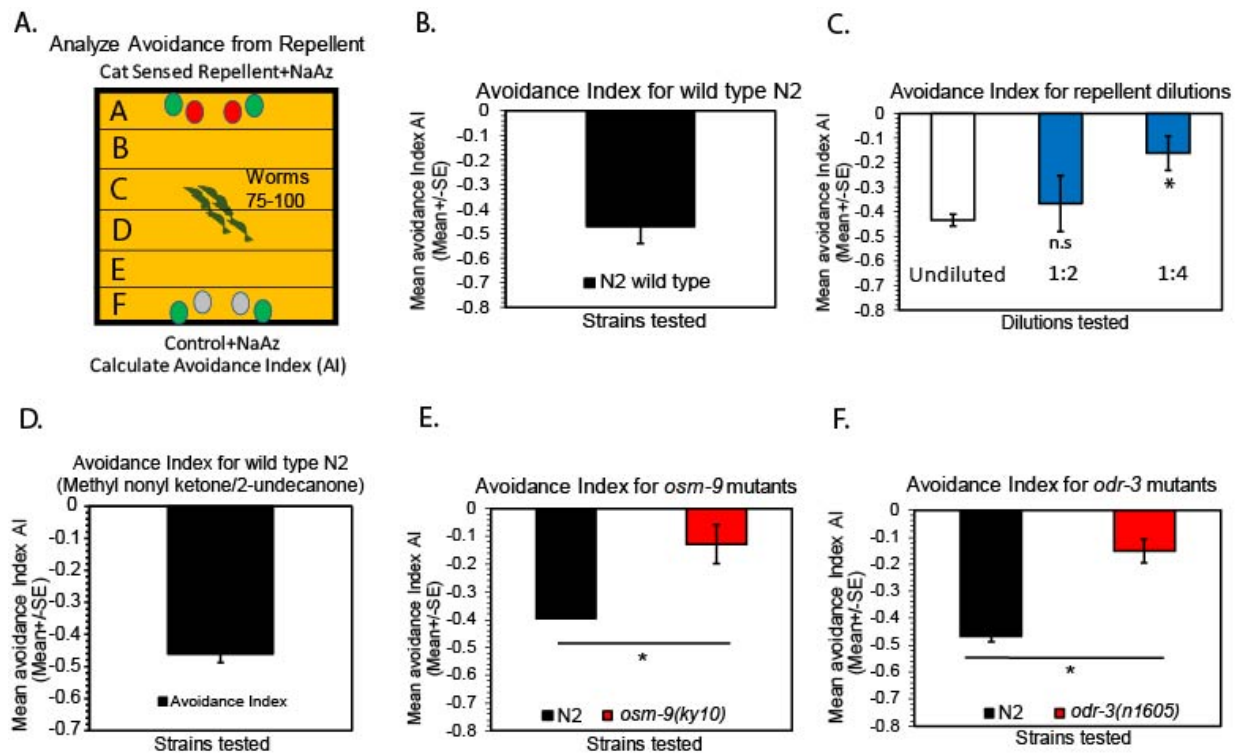 A.
Analyze Avoidance from Repellent
Cat Sensed Repellent+NaAz
A
B
C
Worms
75-100
D
E
F
Control+NaAz
Calculate Avoidance Index (AI)
B.
Avoidance Index for wild type N2
Mean avoidance Index AI
(Mean+/-SE)
0
-0.1
-0.2
-0.3
-0.4
-0.5
-0.6
-0.7
-0.8
N2 wild type
Strains tested
C.
Avoidance Index for repellent dilutions
Mean avoidance Index AI
(Mean+/-SE)
0
-0.1
-0.2
-0.3
-0.4
-0.5
-0.6
-0.7
-0.8
*
n.s
Undiluted 1:2 1:4
Dilutions tested
D.
Avoidance Index for wild type N2
(Methyl nonyl ketone/2-undecanone)
Mean avoidance Index AI
(Mean+/-SE)
0
-0.1
-0.2
-0.3
-0.4
-0.5
-0.6
-0.7
Avoidance Index
Strains tested
E.
Avoidance Index for osm-9 mutants
Mean avoidance Index AI
(Mean+/-SE)
0
-0.1
-0.2
-0.3
-0.4
-0.5
-0.6
-0.7
-0.8
*
N2 osm-9(ky10)
Strains tested
F.
Avoidance Index for odr-3 mutants
Mean avoidance Index AI
(Mean+/-SE)
0
-0.1
-0.2
-0.3
-0.4
-0.5
-0.6
-0.7
-0.8
*
N2 odr-3(n1605)
Strains tested